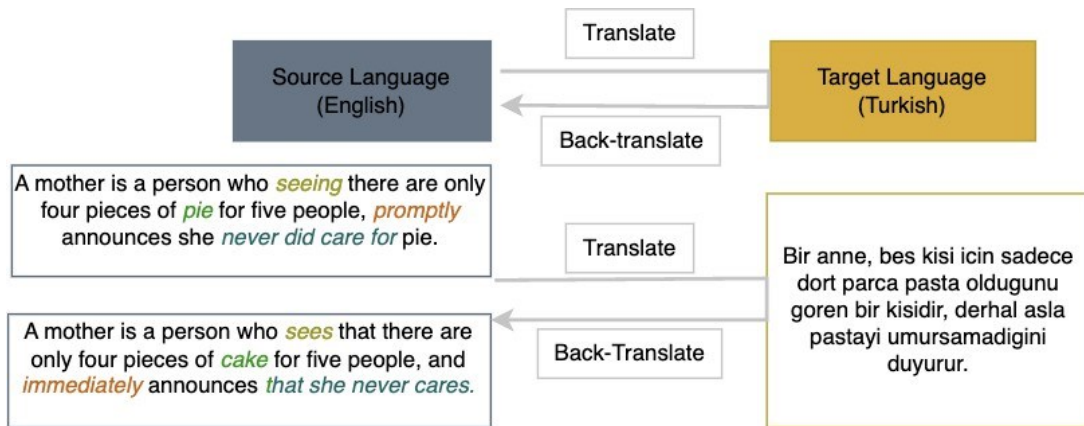 Translate
Source Language
(English)
Target Language
(Turkish)
Back-translate
A mother is a person who seeing there are only
four pieces of pie for five people, promptly
announces she never did care for pie.
Translate
Bir anne, bes kisi icin sadece
dort parca pasta oldugunu
goren bir kisidir, derhal asla
pastayi umursamadigini
duyurur.
A mother is a person who sees that there are
only four pieces of cake for five people, and
immediately announces that she never cares.
Back-Translate